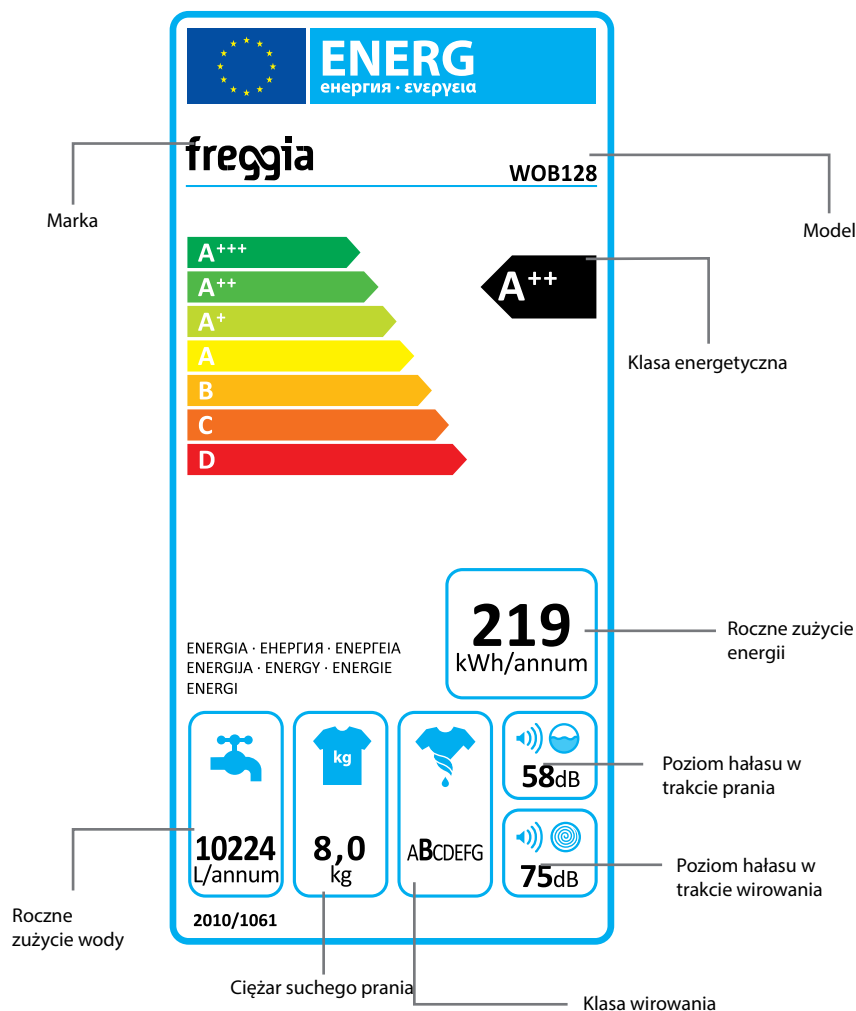 ENERG
енергия · ενεργεια
freggia
WOB128
Marka
Model
A+++
A++
A++
A+
A
B
C
D
Klasa energetyczna
219
kWh/annum
Roczne zużycie
energii
ENERGIA · ЕНЕРГИЯ · ΕΝΕΡΓΕΙΑ
ENERGIJA · ENERGY · ENERGIE
ENERGI
kg
58dB
Poziom hałasu w
trakcie prania
10224
L/annum
8,0
kg
ABCDEFG
75dB
Poziom hałasu w
trakcie wirowania
Roczne
zużycie wody
2010/1061
Ciężar suchego prania
Klasa wirowania